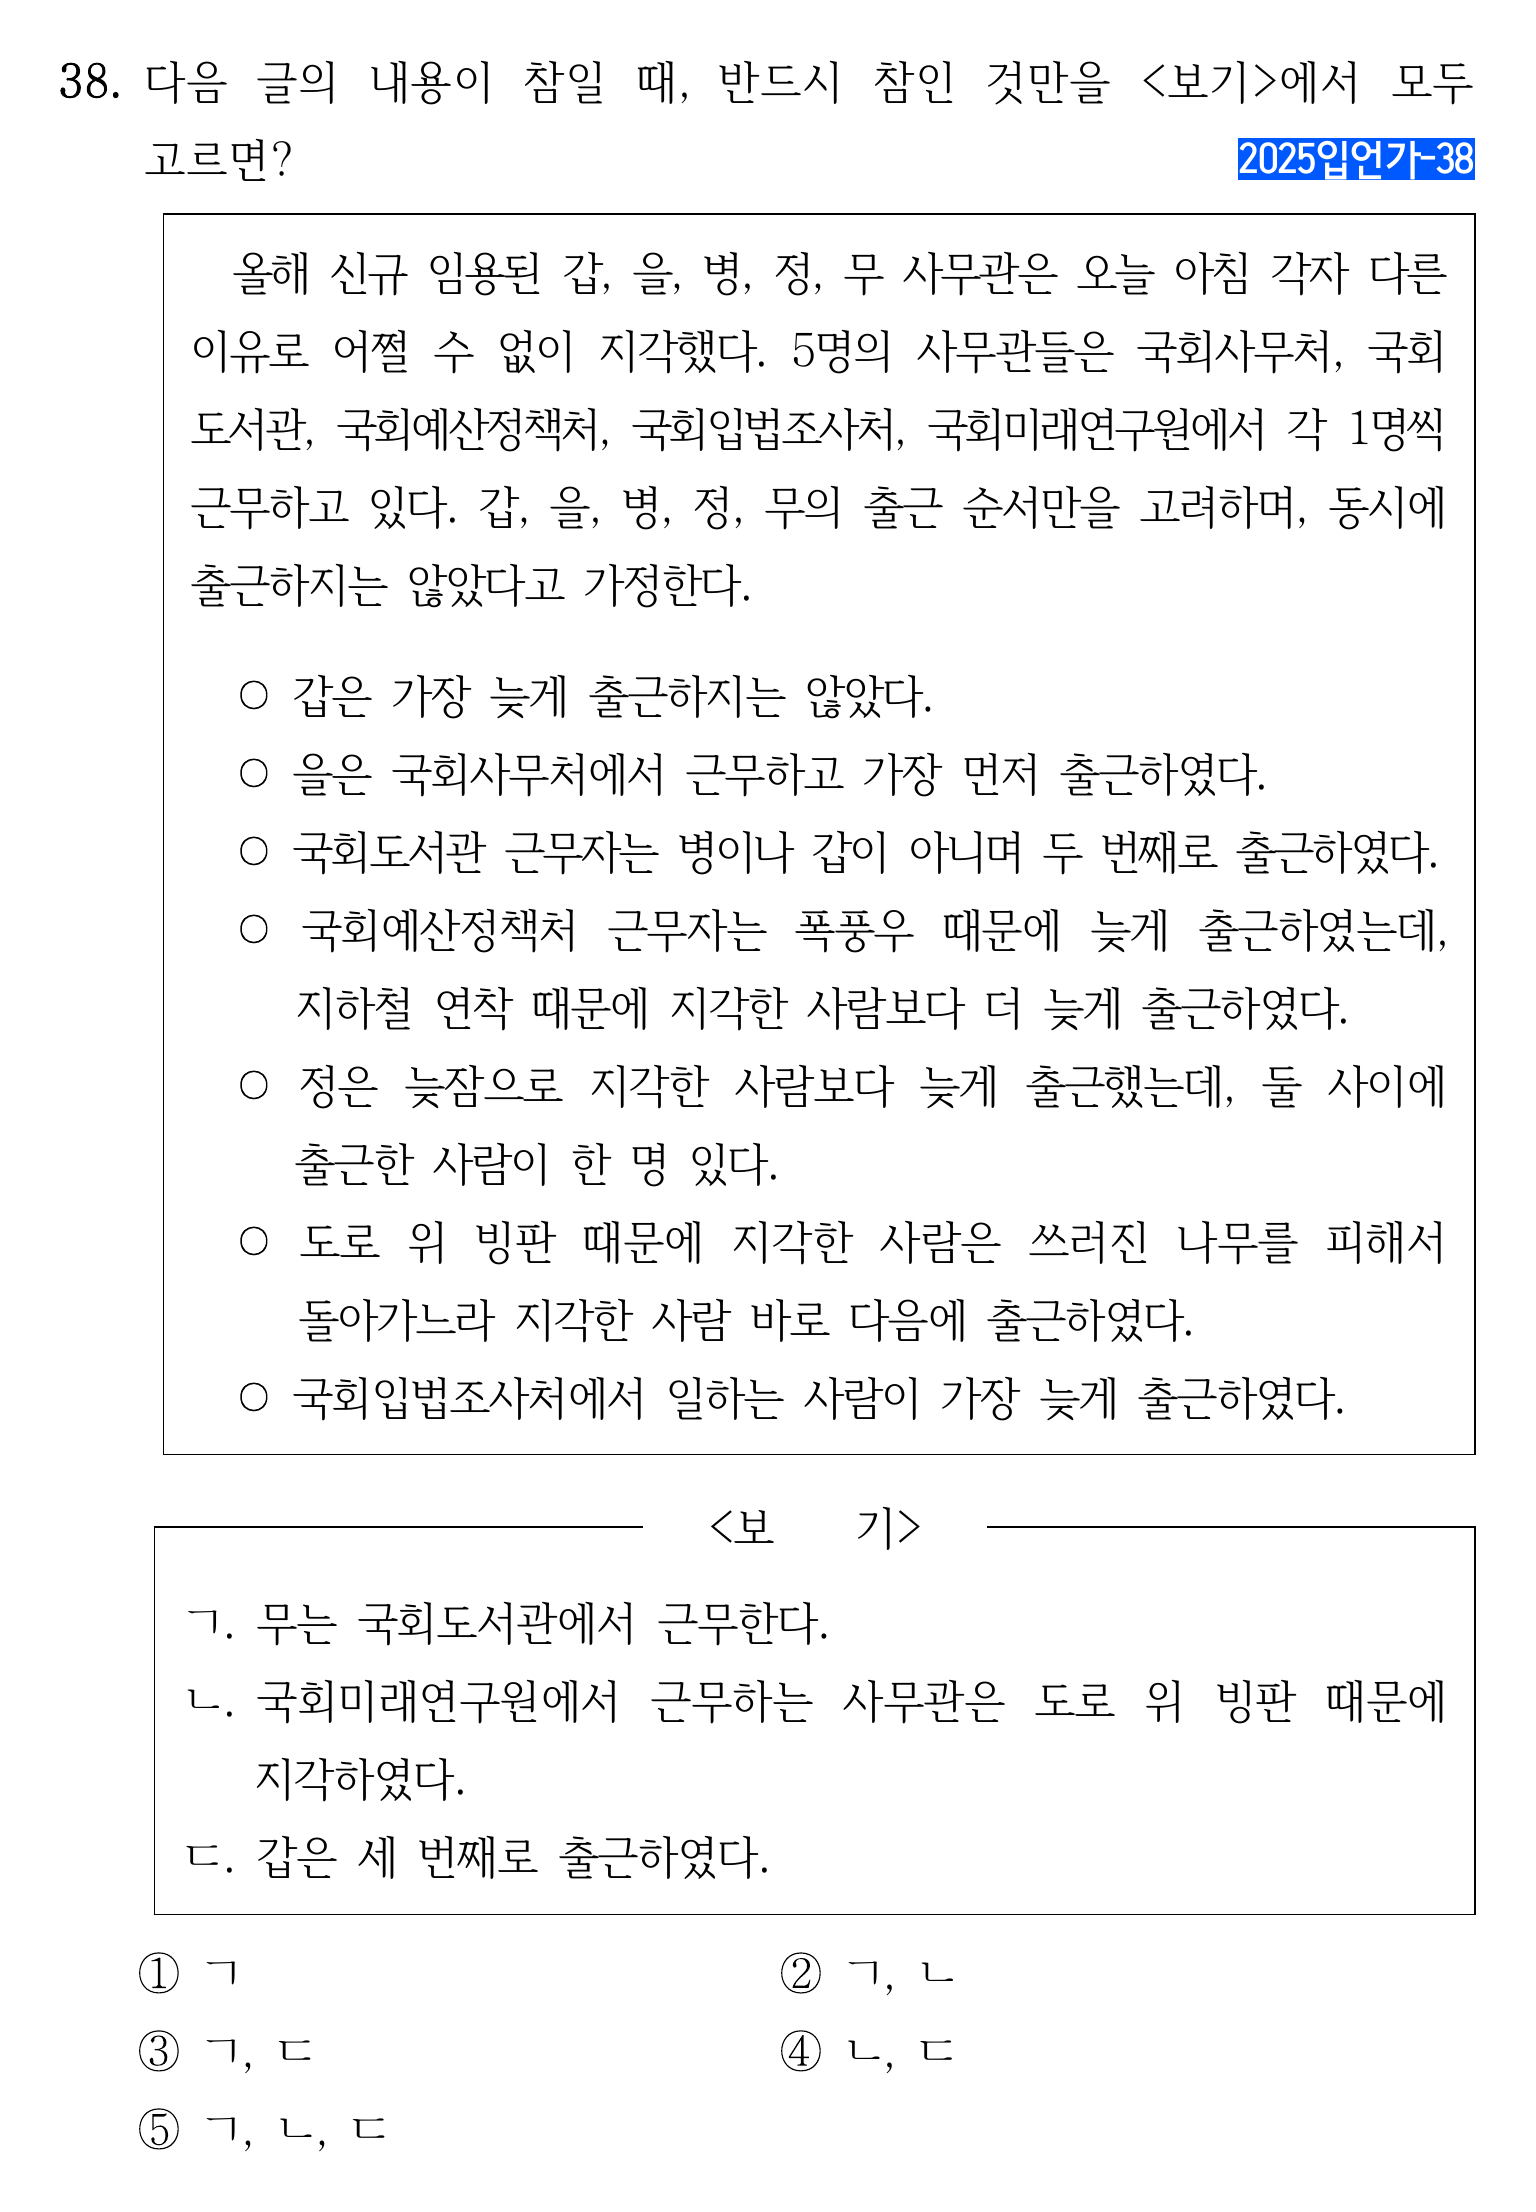 38. 다음 글의 내용이 참일 때, 반드시 참인 것만을 <보기>에서 모두
고르면?
2025입언가-38
올해 신규 임용된 갑, 을, 병, 정, 무 사무관은 오늘 아침 각자 다른
이유로 어쩔 수 없이 지각했다. 5명의 사무관들은 국회사무처, 국회
도서관, 국회예산정책처, 국회입법조사처, 국회미래연구원에서 각 1명씩
근무하고 있다. 갑, 을, 병, 정, 무의 출근 순서만을 고려하며, 동시에
출근하지는 않았다고 가정한다.
○ 갑은 가장 늦게 출근하지는 않았다.
○ 을은 국회사무처에서 근무하고 가장 먼저 출근하였다.
○ 국회도서관 근무자는 병이나 갑이 아니며 두 번째로 출근하였다.
○ 국회예산정책처 근무자는 폭풍우 때문에 늦게 출근하였는데,
지하철 연착 때문에 지각한 사람보다 더 늦게 출근하였다.
○ 정은 늦잠으로 지각한 사람보다 늦게 출근했는데, 둘 사이에
출근한 사람이 한 명 있다.
○ 도로 위 빙판 때문에 지각한 사람은 쓰러진 나무를 피해서
돌아가느라 지각한 사람 바로 다음에 출근하였다.
○ 국회입법조사처에서 일하는 사람이 가장 늦게 출근하였다.
<보 기>
ㄱ. 무는 국회도서관에서 근무한다.
ㄴ. 국회미래연구원에서 근무하는 사무관은 도로 위 빙판 때문에
지각하였다.
ㄷ. 갑은 세 번째로 출근하였다.
① ㄱ ② ㄱ, ㄴ
③ ㄱ, ㄷ ④ ㄴ, ㄷ
⑤ ㄱ, ㄴ, ㄷ